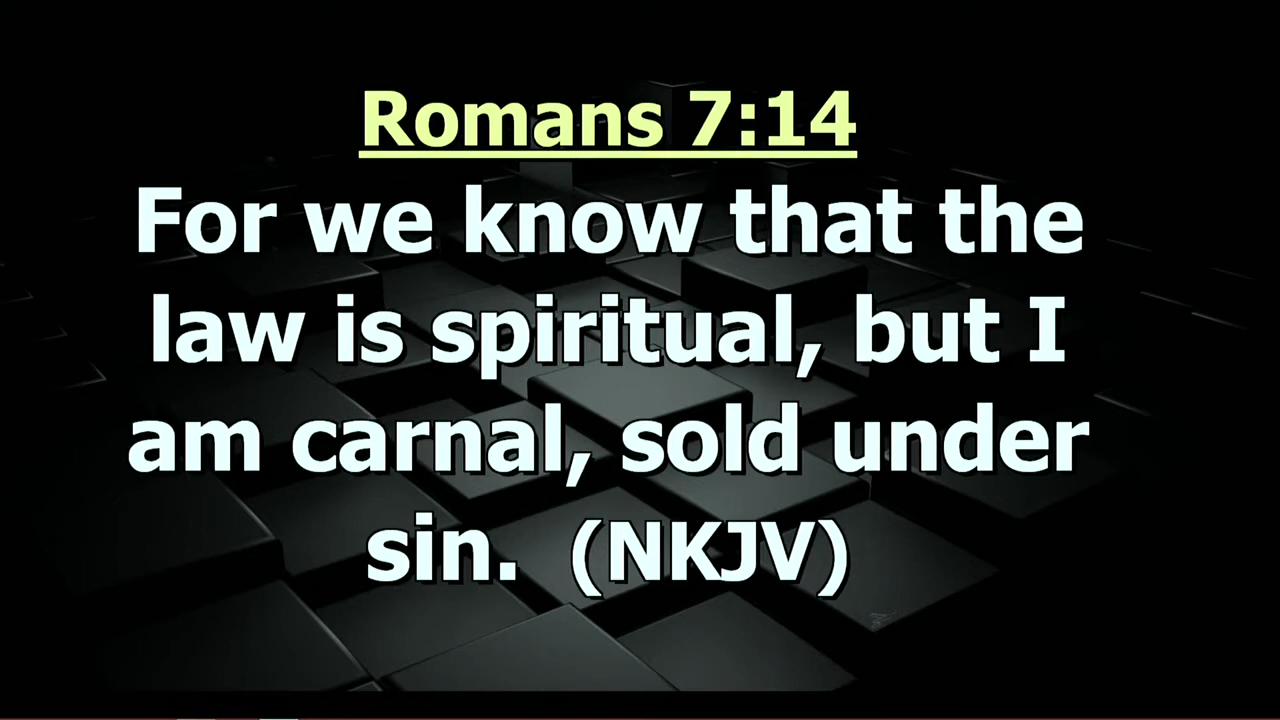 Romans 7:14
For we know that the
law is spiritual, but I
am carnal, sold under
sin.  (NKJV)